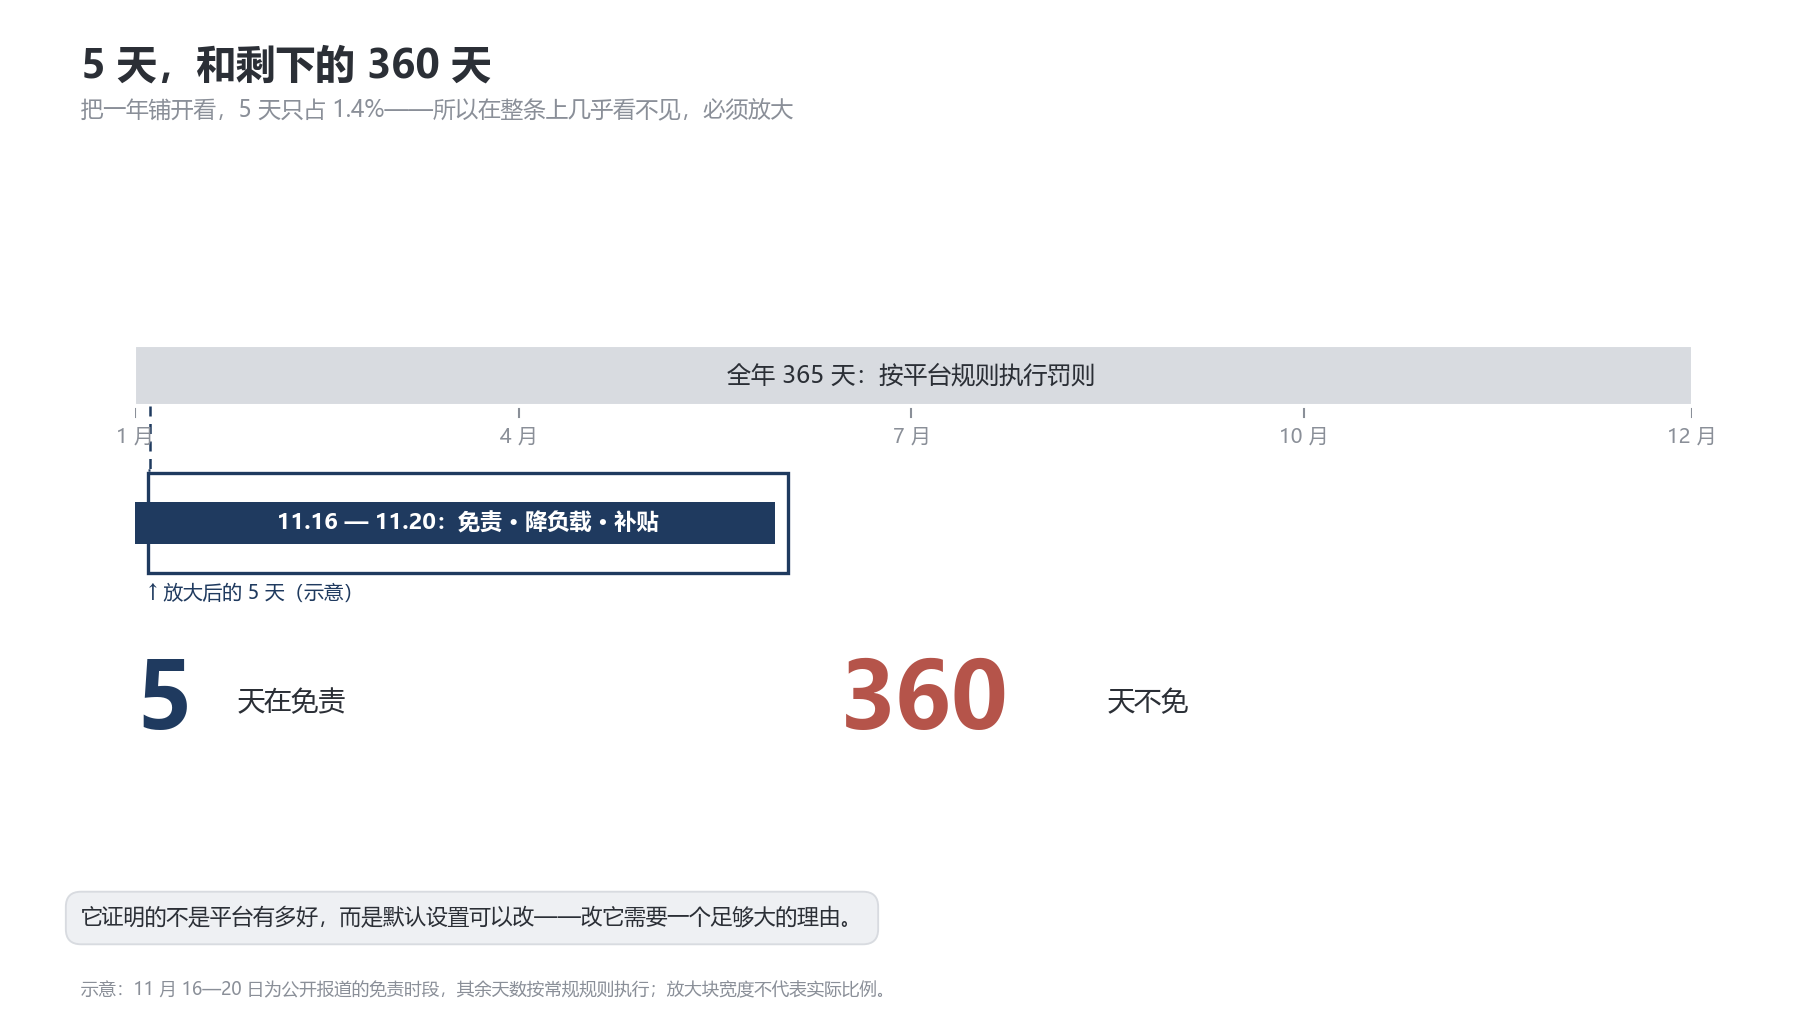 5 天，和剩下的 360 天
把一年铺开看，5 天只占 1.4%——所以在整条上几乎看不见，必须放大
全年 365 天：按平台规则执行罚则
1 月
4 月
7 月
10 月
12 月
11.16 — 11.20：免责 • 降负载 • 补贴
↑ 放大后的 5 天（示意）
5 天在免责
360 天不免
它证明的不是平台有多好，而是默认设置可以改——改它需要一个足够大的理由。
示意：11 月 16—20 日为公开报道的免责时段，其余天数按常规规则执行；放大块宽度不代表实际比例。